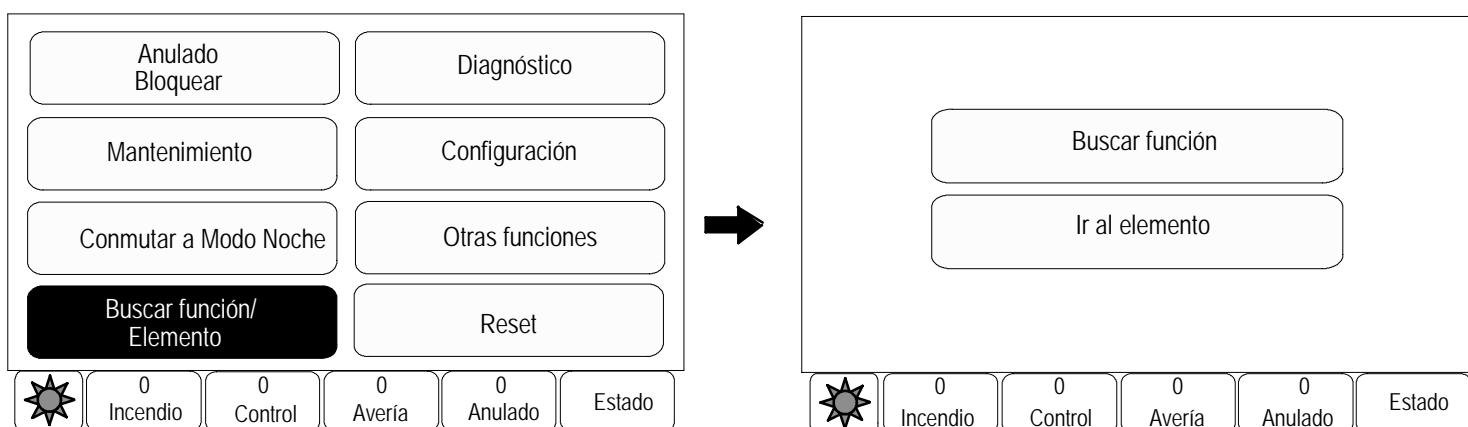 Anulado
Bloquear
Diagnóstico
Mantenimiento
Configuración
Conmutar a Modo Noche
Otras funciones
Buscar función/
Elemento
Reset
0
Incendio
0
Control
0
Avería
0
Anulado
Estado
Buscar función
Ir al elemento
0
Incendio
0
Control
0
Avería
0
Anulado
Estado